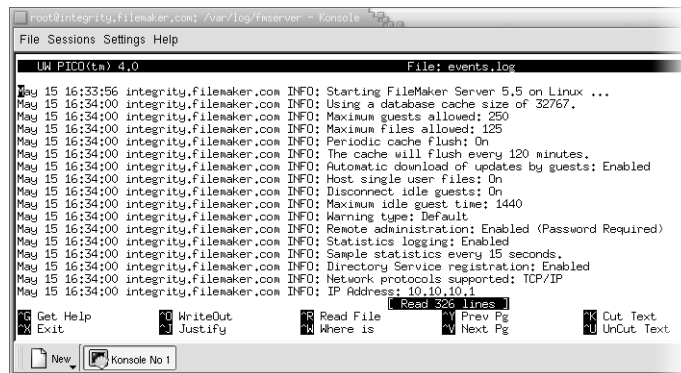 root@integrity.filemaker.com: /var/log/fmserver - Konsole
File Sessions Settings Help
UW PICO(tm) 4.0 File: events.log
May 15 16:33:56 integrity.filemaker.com INFO: Starting FileMaker Server 5.5 on Linux ...
May 15 16:34:00 integrity.filemaker.com INFO: Using a database cache size of 32767.
May 15 16:34:00 integrity.filemaker.com INFO: Maximum guests allowed: 250
May 15 16:34:00 integrity.filemaker.com INFO: Maximum files allowed: 125
May 15 16:34:00 integrity.filemaker.com INFO: Periodic cache flush: On
May 15 16:34:00 integrity.filemaker.com INFO: The cache will flush every 120 minutes.
May 15 16:34:00 integrity.filemaker.com INFO: Automatic download of updates by guests: Enabled
May 15 16:34:00 integrity.filemaker.com INFO: Host single user files: On
May 15 16:34:00 integrity.filemaker.com INFO: Disconnect idle guests: On
May 15 16:34:00 integrity.filemaker.com INFO: Maximum idle guest time: 1440
May 15 16:34:00 integrity.filemaker.com INFO: Warning type: Default
May 15 16:34:00 integrity.filemaker.com INFO: Remote administration: Enabled (Password Required)
May 15 16:34:00 integrity.filemaker.com INFO: Statistics logging: Enabled
May 15 16:34:00 integrity.filemaker.com INFO: Sample statistics every 15 seconds.
May 15 16:34:00 integrity.filemaker.com INFO: Directory Service registration: Enabled
May 15 16:34:00 integrity.filemaker.com INFO: Network protocols supported: TCP/IP
May 15 16:34:00 integrity.filemaker.com INFO: IP Address: 10.10.10.1
[ Read 326 lines ]
^G Get Help ^O WriteOut ^R Read File ^Y Prev Pg ^K Cut Text
^X Exit ^J Justify ^W Where is ^V Next Pg ^U UnCut Text
New Konsole No 1